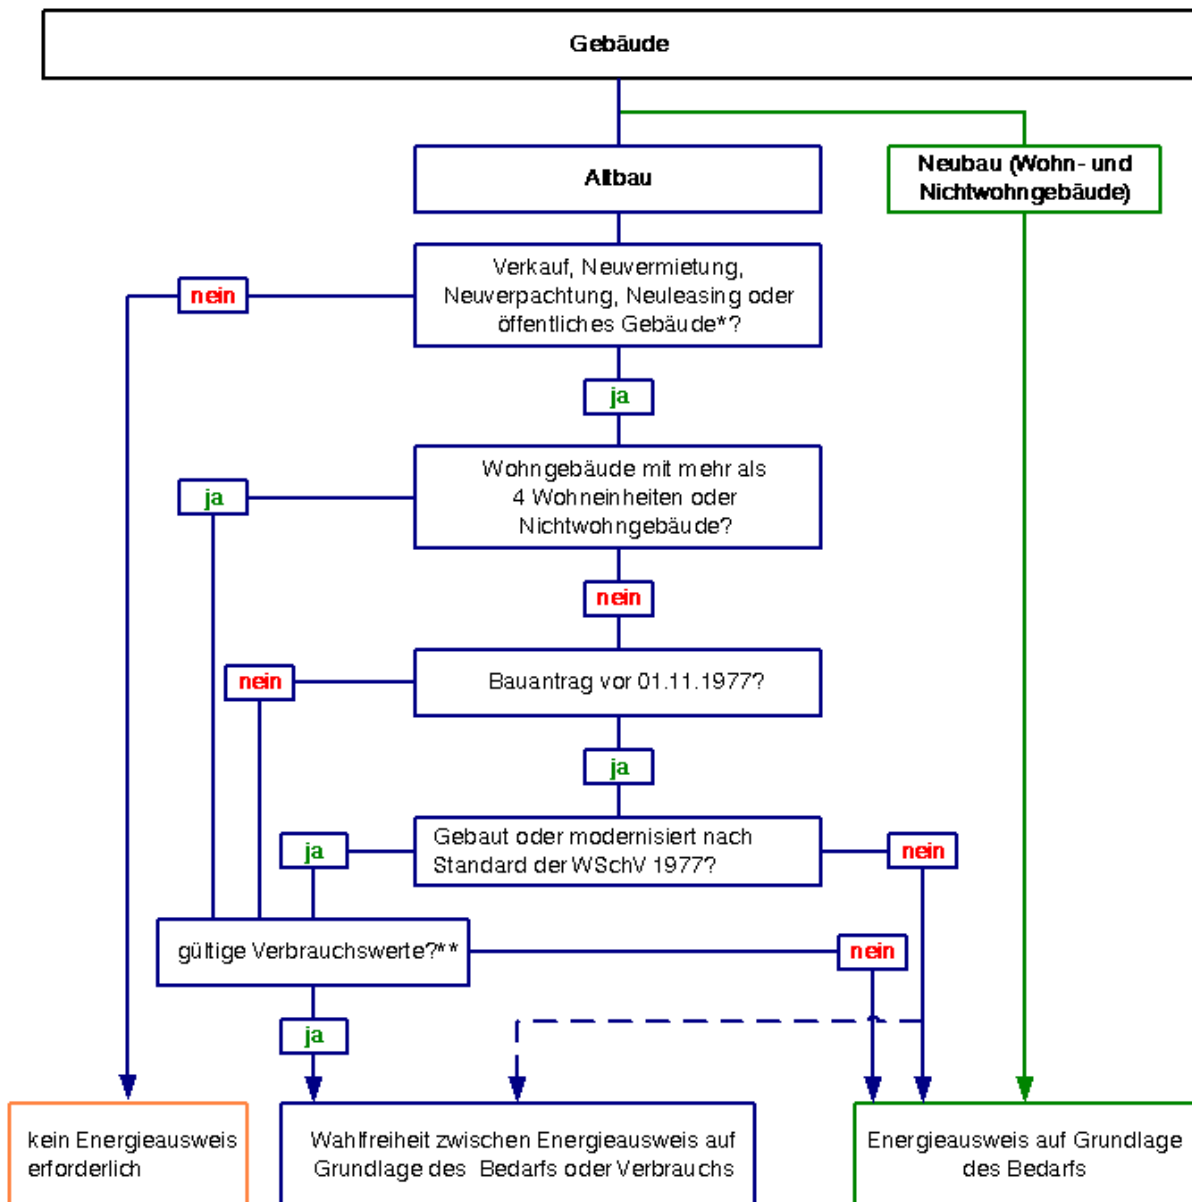 Gebäude
Altbau
Neubau (Wohn- und
Nichtwohngebäude)
Verkauf, Neuvermietung,
Neuverpachtung, Neuleasing oder
öffentliches Gebäude*?
nein
ja
Wohngebäude mit mehr als
4 Wohneinheiten oder
Nichtwohngebäude?
ja
nein
Bauantrag vor 01.11.1977?
nein
ja
Gebaut oder modernisiert nach
Standard der WSchV 1977?
ja
nein
gültige Verbrauchswerte?**
nein
ja
kein Energieausweis
erforderlich
Wahlfreiheit zwischen Energieausweis auf
Grundlage des Bedarfs oder Verbrauchs
Energieausweis auf Grundlage
des Bedarfs